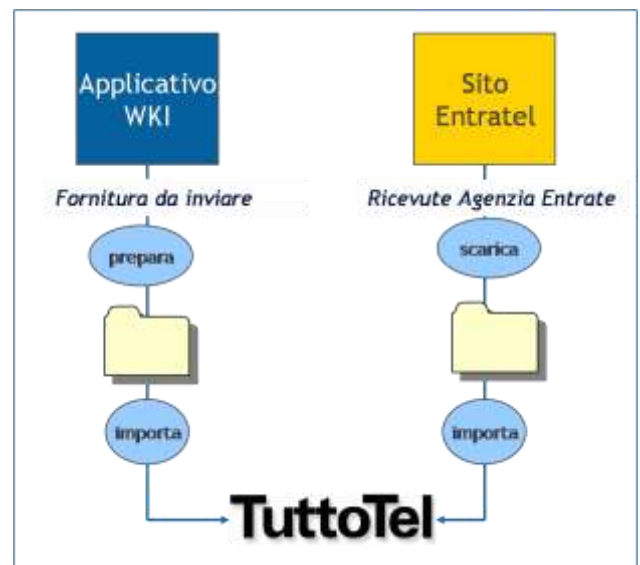 Applicativo
WKI
Sito
Entratel
Fornitura da inviare
Ricevute Agenzia Entrate
prepara
scarica
importa
importa
TuttoTel